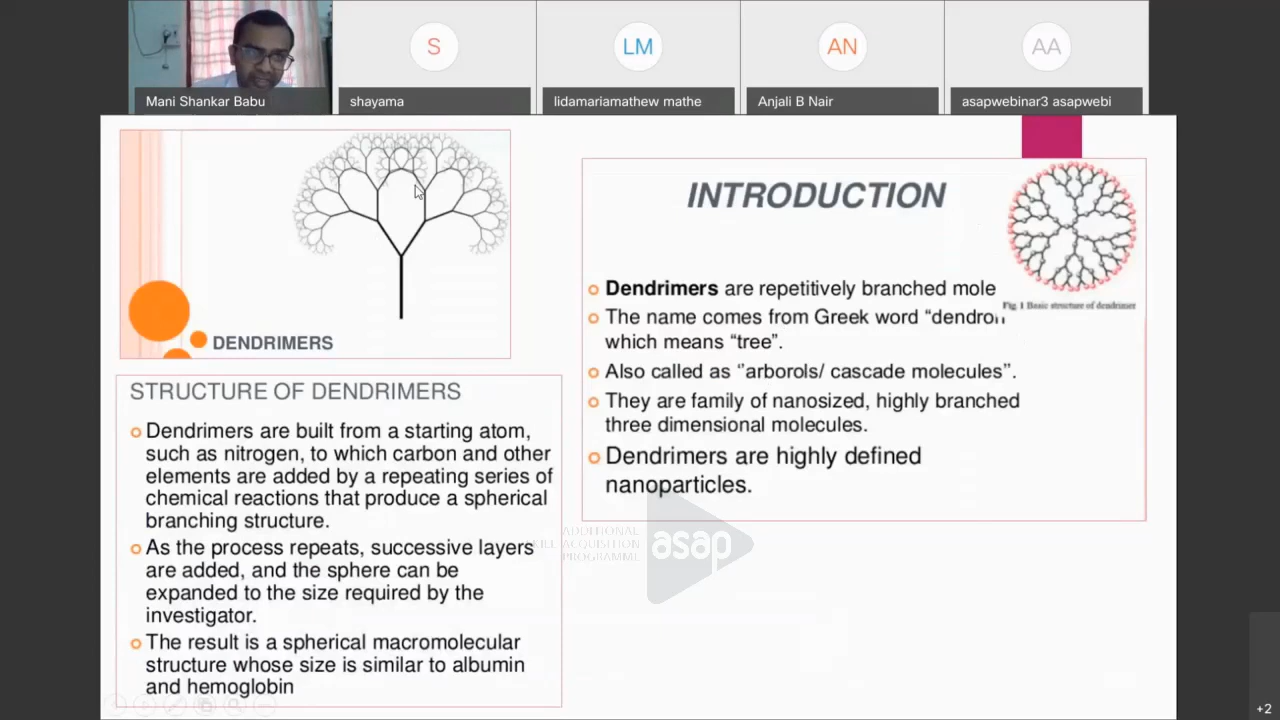 S
LM
AN
AA
Mani Shankar Babu
shayama
lidamariamathew mathe
Anjali B Nair
asapwebinar3 asapwebi
DENDRIMERS
STRUCTURE OF DENDRIMERS
Dendrimers are built from a starting atom,
such as nitrogen, to which carbon and other
elements are added by a repeating series of
chemical reactions that produce a spherical
branching structure.
As the process repeats, successive layers
are added, and the sphere can be
expanded to the size required by the
investigator.
The result is a spherical macromolecular
structure whose size is similar to albumin
and hemoglobin
INTRODUCTION
Fig. 1 Basic structure of dendrimer
Dendrimers are repetitively branched mole
The name comes from Greek word “dendron
which means “tree”.
Also called as ‘’arborols/ cascade molecules’’.
They are family of nanosized, highly branched
three dimensional molecules.
Dendrimers are highly defined
nanoparticles.
ADDITIONAL
SKILL ACQUISITION
PROGRAMME
asap
+2